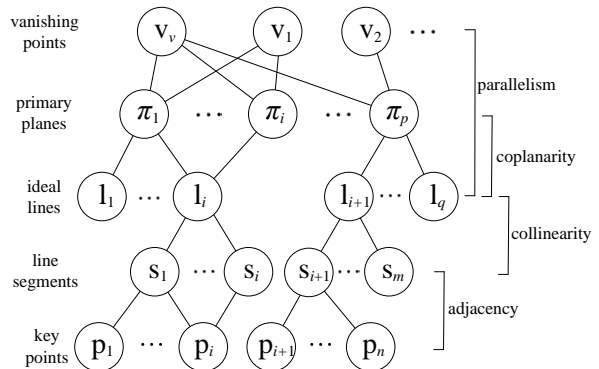 vanishing points
v_v v_1 v_2 ...
parallelism
primary planes
π_1 ... π_i ... π_p
coplanarity
ideal lines
l_1 ... l_i l_{i+1} ... l_q
collinearity
line segments
s_1 ... s_i s_{i+1} ... s_m
adjacency
key points
p_1 ... p_i p_{i+1} ... p_n